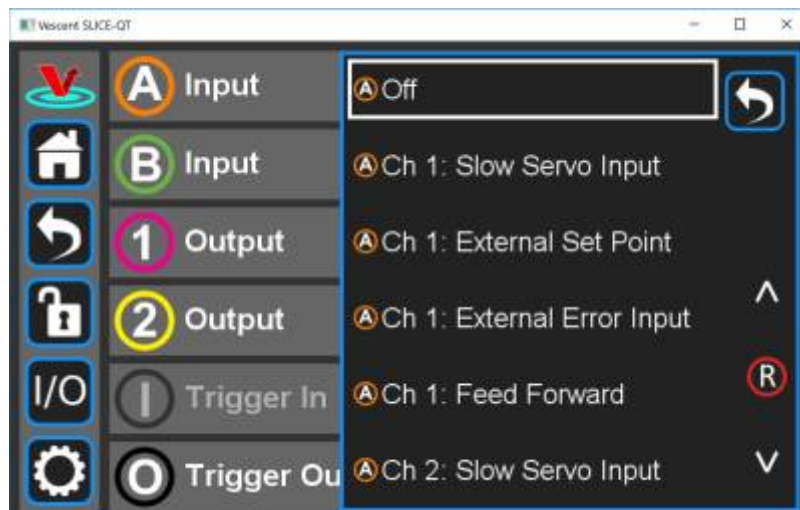 Vescent SLICE-QT
A Input
B Input
1 Output
2 Output
I/O
I Trigger In
O Trigger Ou
A Off
A Ch 1: Slow Servo Input
A Ch 1: External Set Point
A Ch 1: External Error Input
A Ch 1: Feed Forward
A Ch 2: Slow Servo Input
R